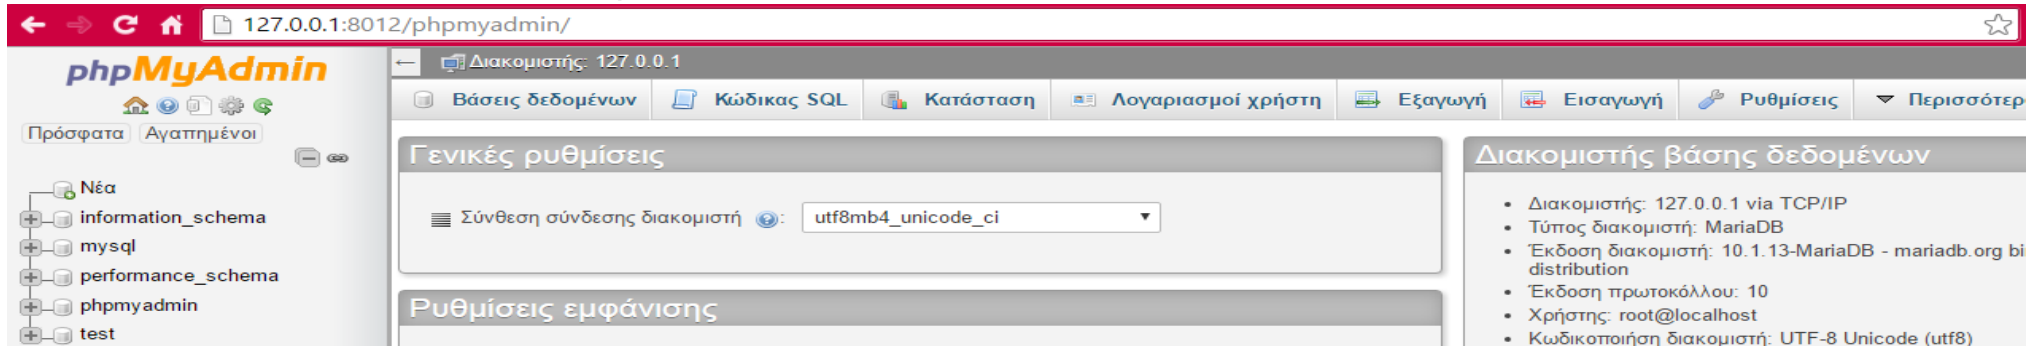 127.0.0.1:8012/phpmyadmin/
phpMyAdmin
Πρόσφατα Αγαπημένοι
Νέα
information_schema
mysql
performance_schema
phpmyadmin
test
← Διακομιστής: 127.0.0.1
Βάσεις δεδομένων Κώδικας SQL Κατάσταση Λογαριασμοί χρήστη Εξαγωγή Εισαγωγή Ρυθμίσεις Περισσότερ
Γενικές ρυθμίσεις
Σύνθεση σύνδεσης διακομιστή : utf8mb4_unicode_ci
Ρυθμίσεις εμφάνισης
Διακομιστής βάσης δεδομένων
• Διακομιστής: 127.0.0.1 via TCP/IP
• Τύπος διακομιστή: MariaDB
• Έκδοση διακομιστή: 10.1.13-MariaDB - mariadb.org bi
distribution
• Έκδοση πρωτοκόλλου: 10
• Χρήστης: root@localhost
• Κωδικοποίηση διακομιστή: UTF-8 Unicode (utf8)